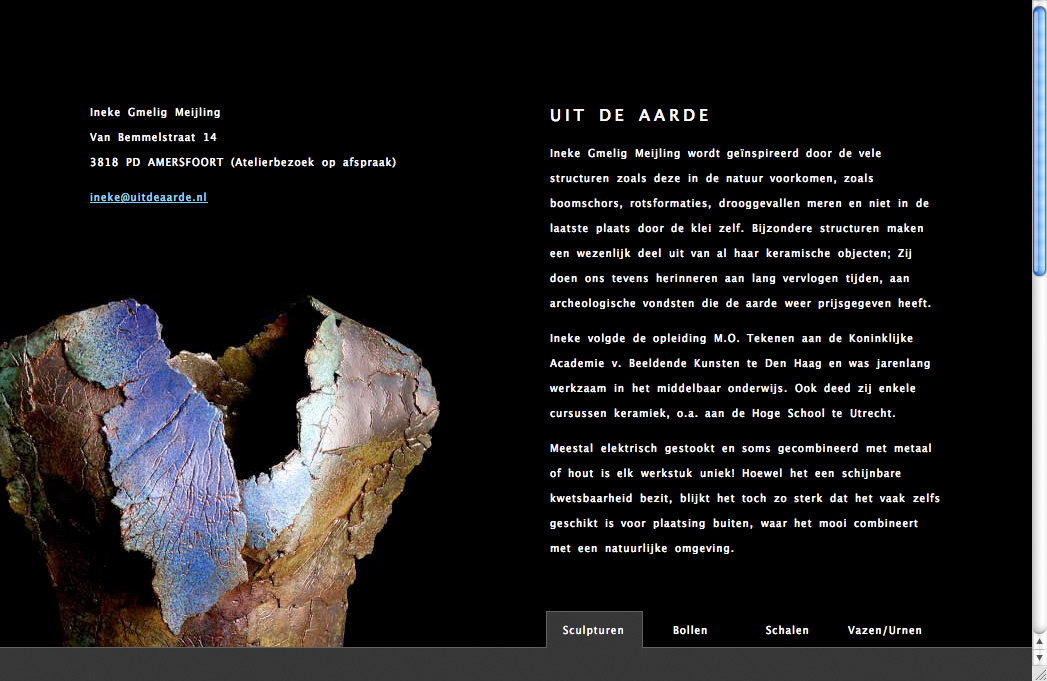 Ineke Gmelig Meijling
Van Bemmelstraat 14
3818 PD AMERSFOORT (Atelierbezoek op afspraak)
ineke@uitdeaarde.nl
UIT DE AARDE
Ineke Gmelig Meijling wordt geïnspireerd door de vele
structuren zoals deze in de natuur voorkomen, zoals
boomschors, rotsformaties, drooggevallen meren en niet in de
laatste plaats door de klei zelf. Bijzondere structuren maken
een wezenlijk deel uit van al haar keramische objecten; Zij
doen ons tevens herinneren aan lang vervlogen tijden, aan
archeologische vondsten die de aarde weer prijsgegeven heeft.
Ineke volgde de opleiding M.O. Tekenen aan de Koninklijke
Academie v. Beeldende Kunsten te Den Haag en was jarenlang
werkzaam in het middelbaar onderwijs. Ook deed zij enkele
cursussen keramiek, o.a. aan de Hoge School te Utrecht.
Meestal elektrisch gestookt en soms gecombineerd met metaal
of hout is elk werkstuk uniek! Hoewel het een schijnbare
kwetsbaarheid bezit, blijkt het toch zo sterk dat het vaak zelfs
geschikt is voor plaatsing buiten, waar het mooi combineert
met een natuurlijke omgeving.
Sculpturen Bollen Schalen Vazen/Urnen